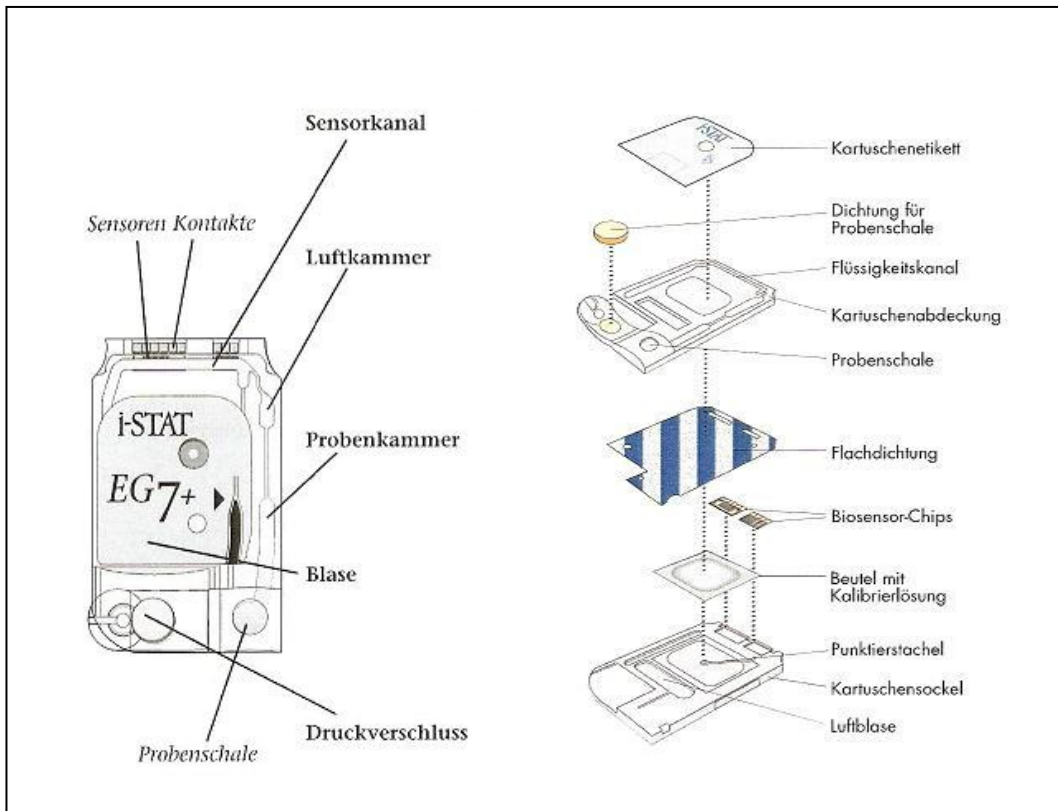 Sensorkanal
Sensoren Kontakte
Luftkammer
i-STAT
Probenkammer
EG7+
Blase
Druckverschluss
Probenschale
i-STAT
Kartuschenetikett
Dichtung für
Probenschale
Flüssigkeitskanal
Kartuschenabdeckung
Probenschale
Flachdichtung
Biosensor-Chips
Beutel mit
Kalibrierlösung
Punktierstachel
Kartuschensockel
Luftblase